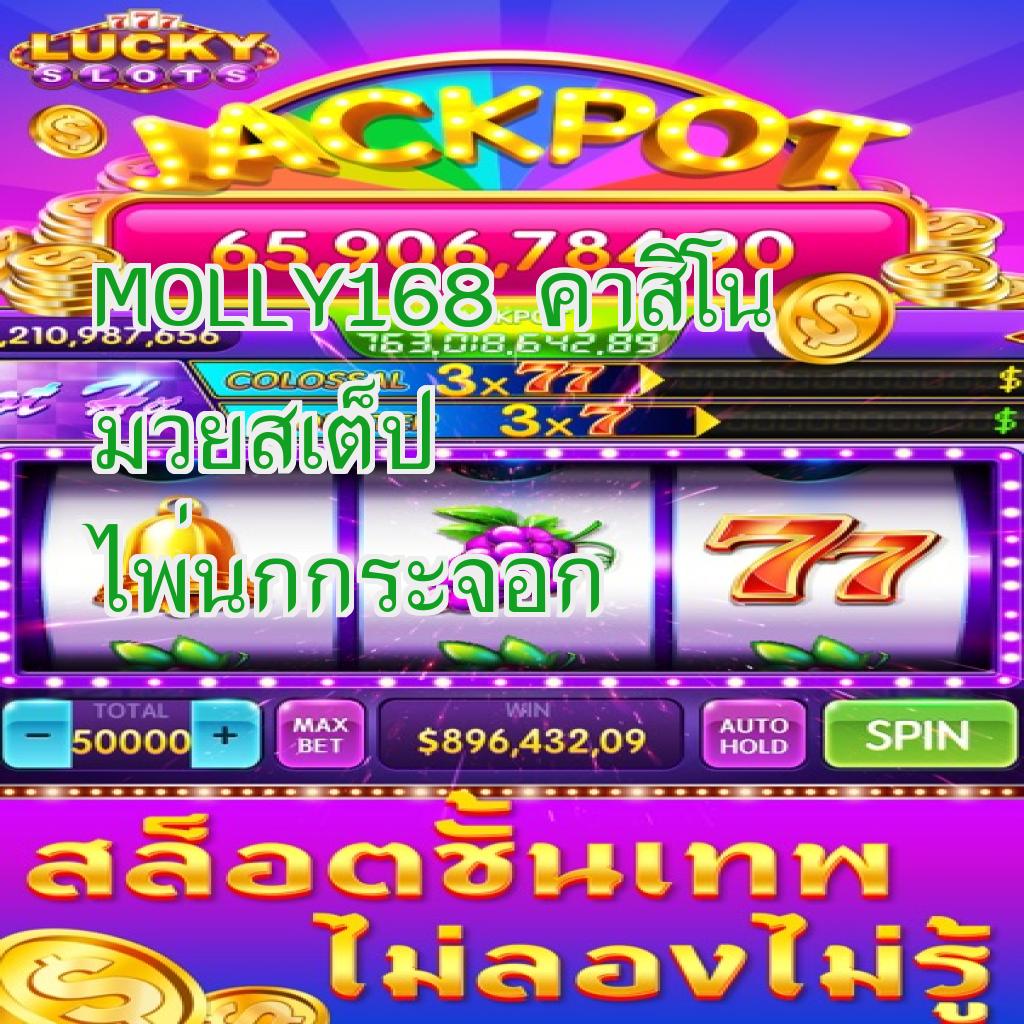 777
LUCKY
SLOTS
JACKPOT
65,906,784.90
MOLLY168 คาสิโน
,210,987,656
763,018,642.89
COLOSSAL 3x77 $
3x7 $
มวยสเต็ป
77
ไพ่นกกระจอก
TOTAL
- 50000 +
MAX
BET
WIN
$896,432,09
AUTO
HOLD
SPIN
สล็อตชั้นเทพ
ไม่ลองไม่รู้